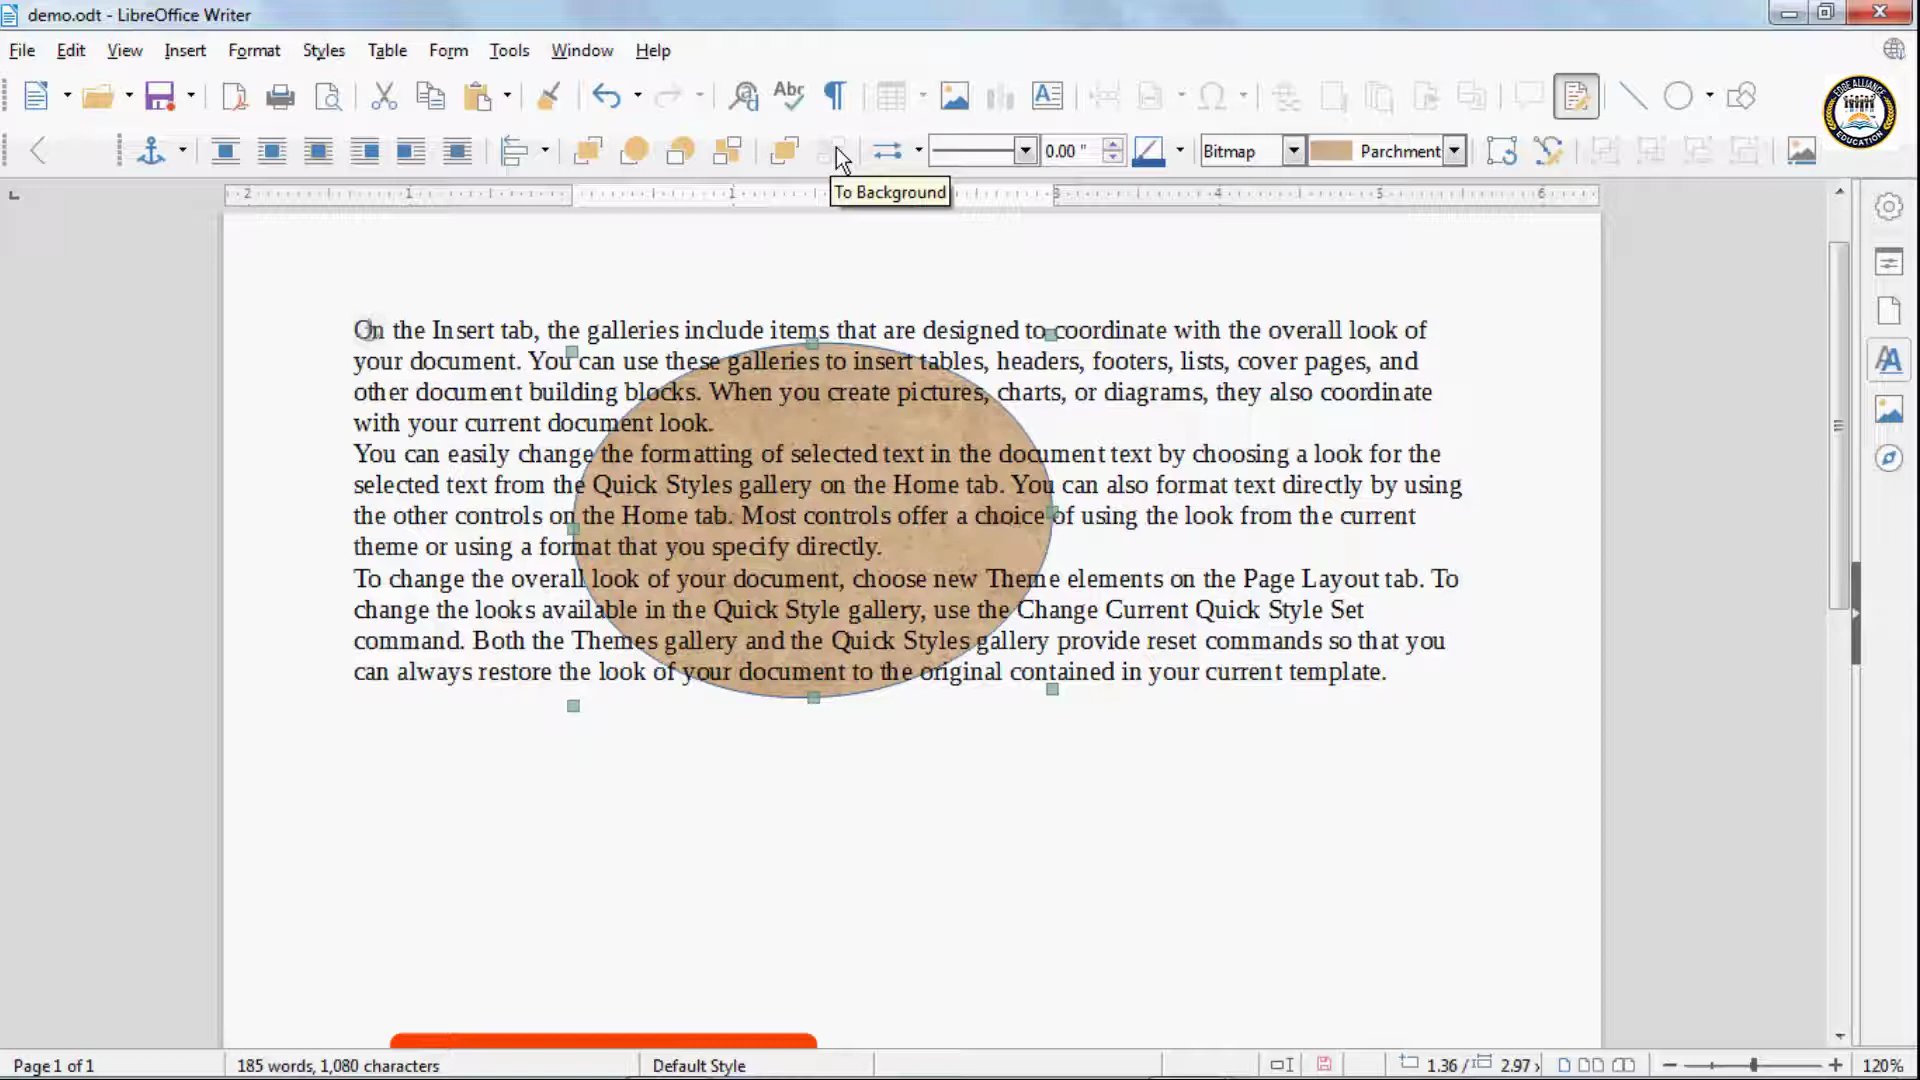 demo.odt - LibreOffice Writer
File Edit View Insert Format Styles Table Form Tools Window Help
Abc
A
EDGE ALLIANCE
EDUCATION
0.00 " Bitmap Parchment
To Background
2 1 1 3 4 5 6
On the Insert tab, the galleries include items that are designed to coordinate with the overall look of
your document. You can use these galleries to insert tables, headers, footers, lists, cover pages, and
other document building blocks. When you create pictures, charts, or diagrams, they also coordinate
with your current document look.
You can easily change the formatting of selected text in the document text by choosing a look for the
selected text from the Quick Styles gallery on the Home tab. You can also format text directly by using
the other controls on the Home tab. Most controls offer a choice of using the look from the current
theme or using a format that you specify directly.
To change the overall look of your document, choose new Theme elements on the Page Layout tab. To
change the looks available in the Quick Style gallery, use the Change Current Quick Style Set
command. Both the Themes gallery and the Quick Styles gallery provide reset commands so that you
can always restore the look of your document to the original contained in your current template.
Page 1 of 1 185 words, 1,080 characters Default Style 1.36 / 2.97 x 120%